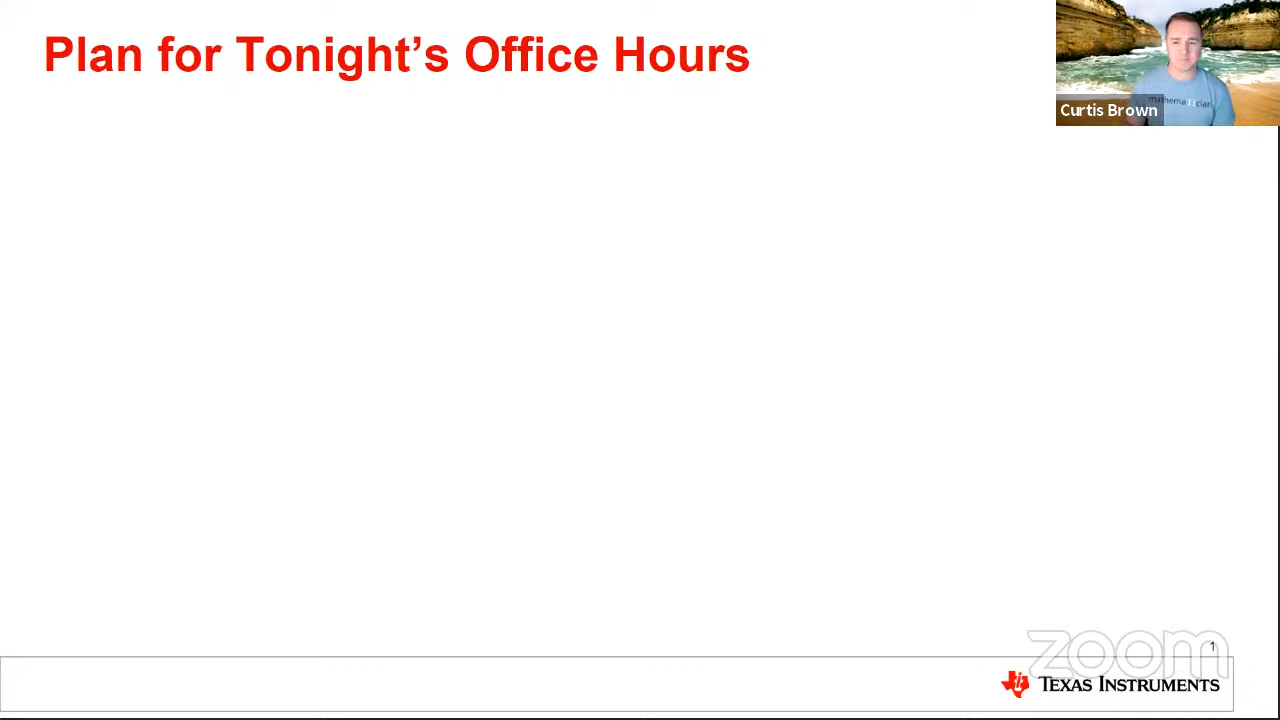 Plan for Tonight's Office Hours
Curtis Brown
zoom
1
TEXAS INSTRUMENTS